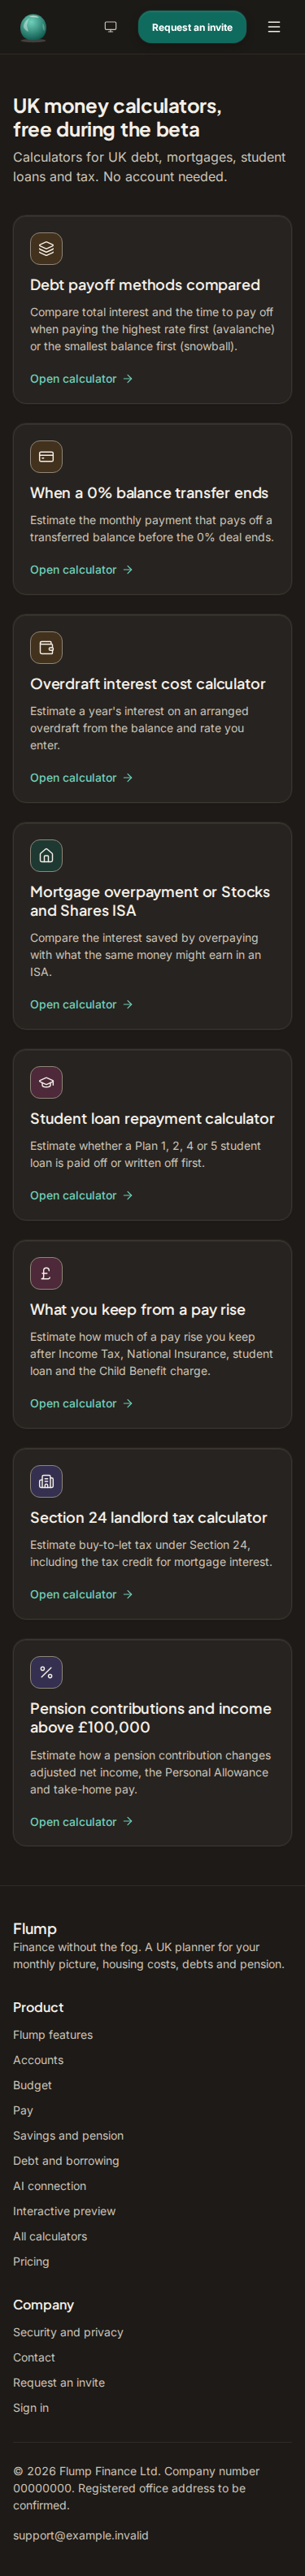 Request an invite
UK money calculators,
free during the beta
Calculators for UK debt, mortgages, student
loans and tax. No account needed.
Debt payoff methods compared
Compare total interest and the time to pay off
when paying the highest rate first (avalanche)
or the smallest balance first (snowball).
Open calculator →
When a 0% balance transfer ends
Estimate the monthly payment that pays off a
transferred balance before the 0% deal ends.
Open calculator →
Overdraft interest cost calculator
Estimate a year's interest on an arranged
overdraft from the balance and rate you
enter.
Open calculator →
Mortgage overpayment or Stocks
and Shares ISA
Compare the interest saved by overpaying
with what the same money might earn in an
ISA.
Open calculator →
Student loan repayment calculator
Estimate whether a Plan 1, 2, 4 or 5 student
loan is paid off or written off first.
Open calculator →
£
What you keep from a pay rise
Estimate how much of a pay rise you keep
after Income Tax, National Insurance, student
loan and the Child Benefit charge.
Open calculator →
Section 24 landlord tax calculator
Estimate buy-to-let tax under Section 24,
including the tax credit for mortgage interest.
Open calculator →
%
Pension contributions and income
above £100,000
Estimate how a pension contribution changes
adjusted net income, the Personal Allowance
and take-home pay.
Open calculator →
Flump
Finance without the fog. A UK planner for your
monthly picture, housing costs, debts and pension.
Product
Flump features
Accounts
Budget
Pay
Savings and pension
Debt and borrowing
AI connection
Interactive preview
All calculators
Pricing
Company
Security and privacy
Contact
Request an invite
Sign in
© 2026 Flump Finance Ltd. Company number
00000000. Registered office address to be
confirmed.
support@example.invalid